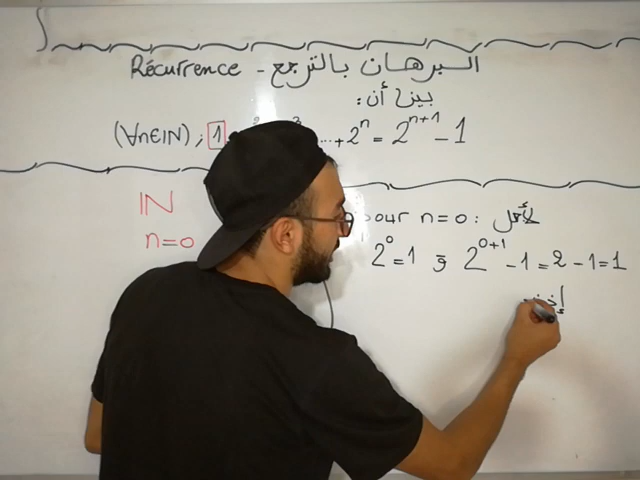 البرهان بالترجع - Récurrence
بين أن:
(∀n∈IN) ; 1 ...+2ⁿ = 2ⁿ⁺¹ - 1
IN
n=0
لأجل : pour n=0
2⁰=1 و 2⁰⁺¹ -1=2-1=1